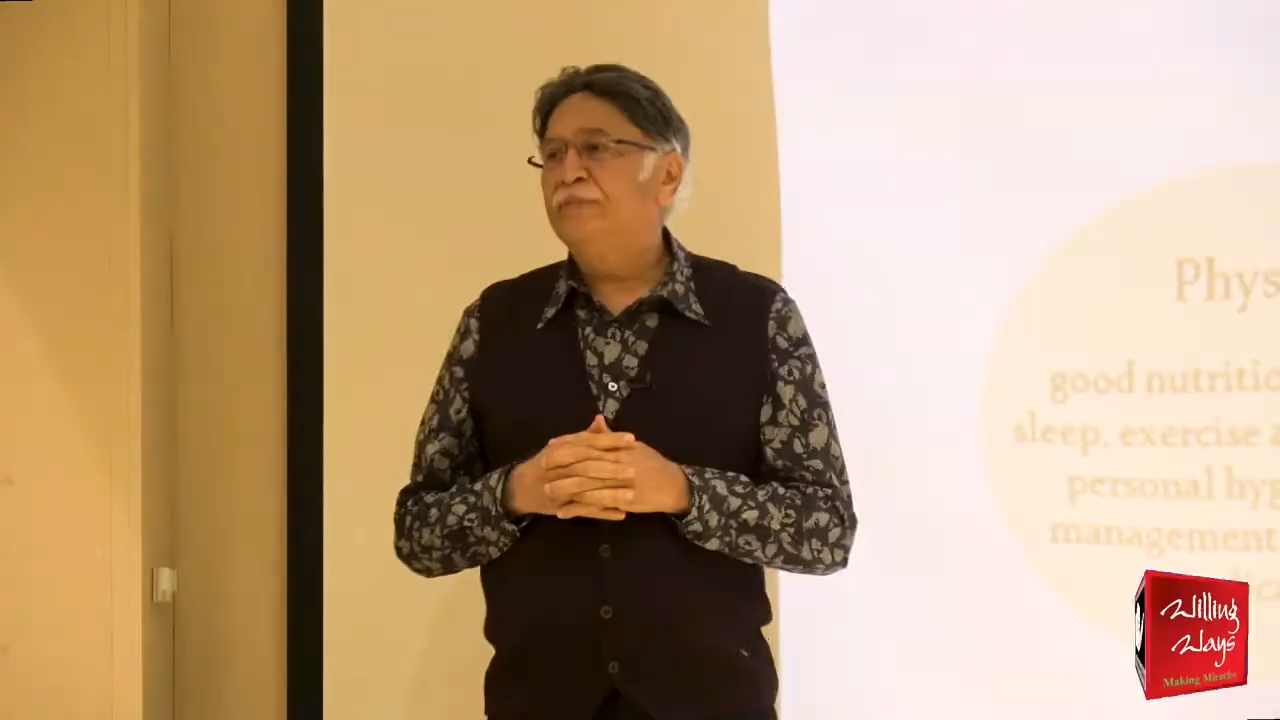 Phys
good nutritio
sleep, exercise a
personal hyg
management
Willing
Ways
Making Miracles